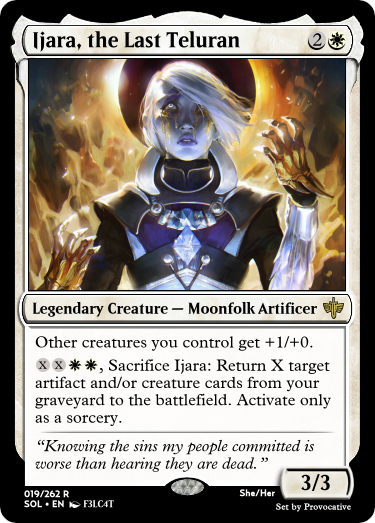 Ijara, the Last Teluran 2
Legendary Creature — Moonfolk Artificer
Other creatures you control get +1/+0.
X X, Sacrifice Ijara: Return X target
artifact and/or creature cards from your
graveyard to the battlefield. Activate only
as a sorcery.
“Knowing the sins my people committed is
worse than hearing they are dead.”
3/3
019/262 R She/Her
SOL • EN F3LC4T Set by Provocative